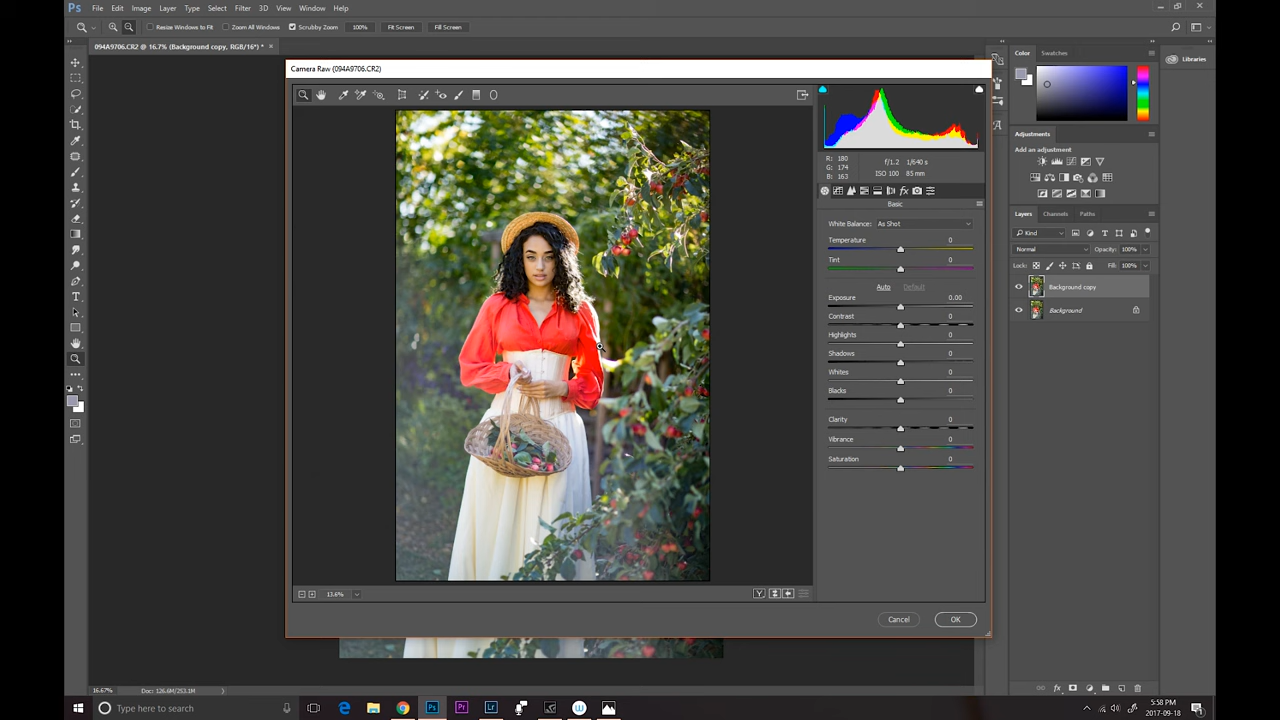 Ps File Edit Image Layer Type Select Filter 3D View Window Help
Resize Windows to Fit Zoom All Windows Scrubby Zoom 100% Fit Screen Fill Screen
094A9706.CR2 @ 16.7% (Background copy, RGB/16*) * ×
Camera Raw (094A9706.CR2)
R: 180
G: 174
B: 163
f/1.2 1/640 s
ISO 100 85 mm
Basic
White Balance: As Shot
Temperature 0
Tint 0
Auto Default
Exposure 0.00
Contrast 0
Highlights 0
Shadows 0
Whites 0
Blacks 0
Clarity 0
Vibrance 0
Saturation 0
13.6%
Cancel OK
Color Swatches
Libraries
Adjustments
Add an adjustment
Layers Channels Paths
Kind
Normal Opacity: 100%
Lock: Fill: 100%
Background copy
Background
16.67% Doc: 126.6M/253.1M
Type here to search
Ps Pr Lr
5:58 PM
2017-09-18